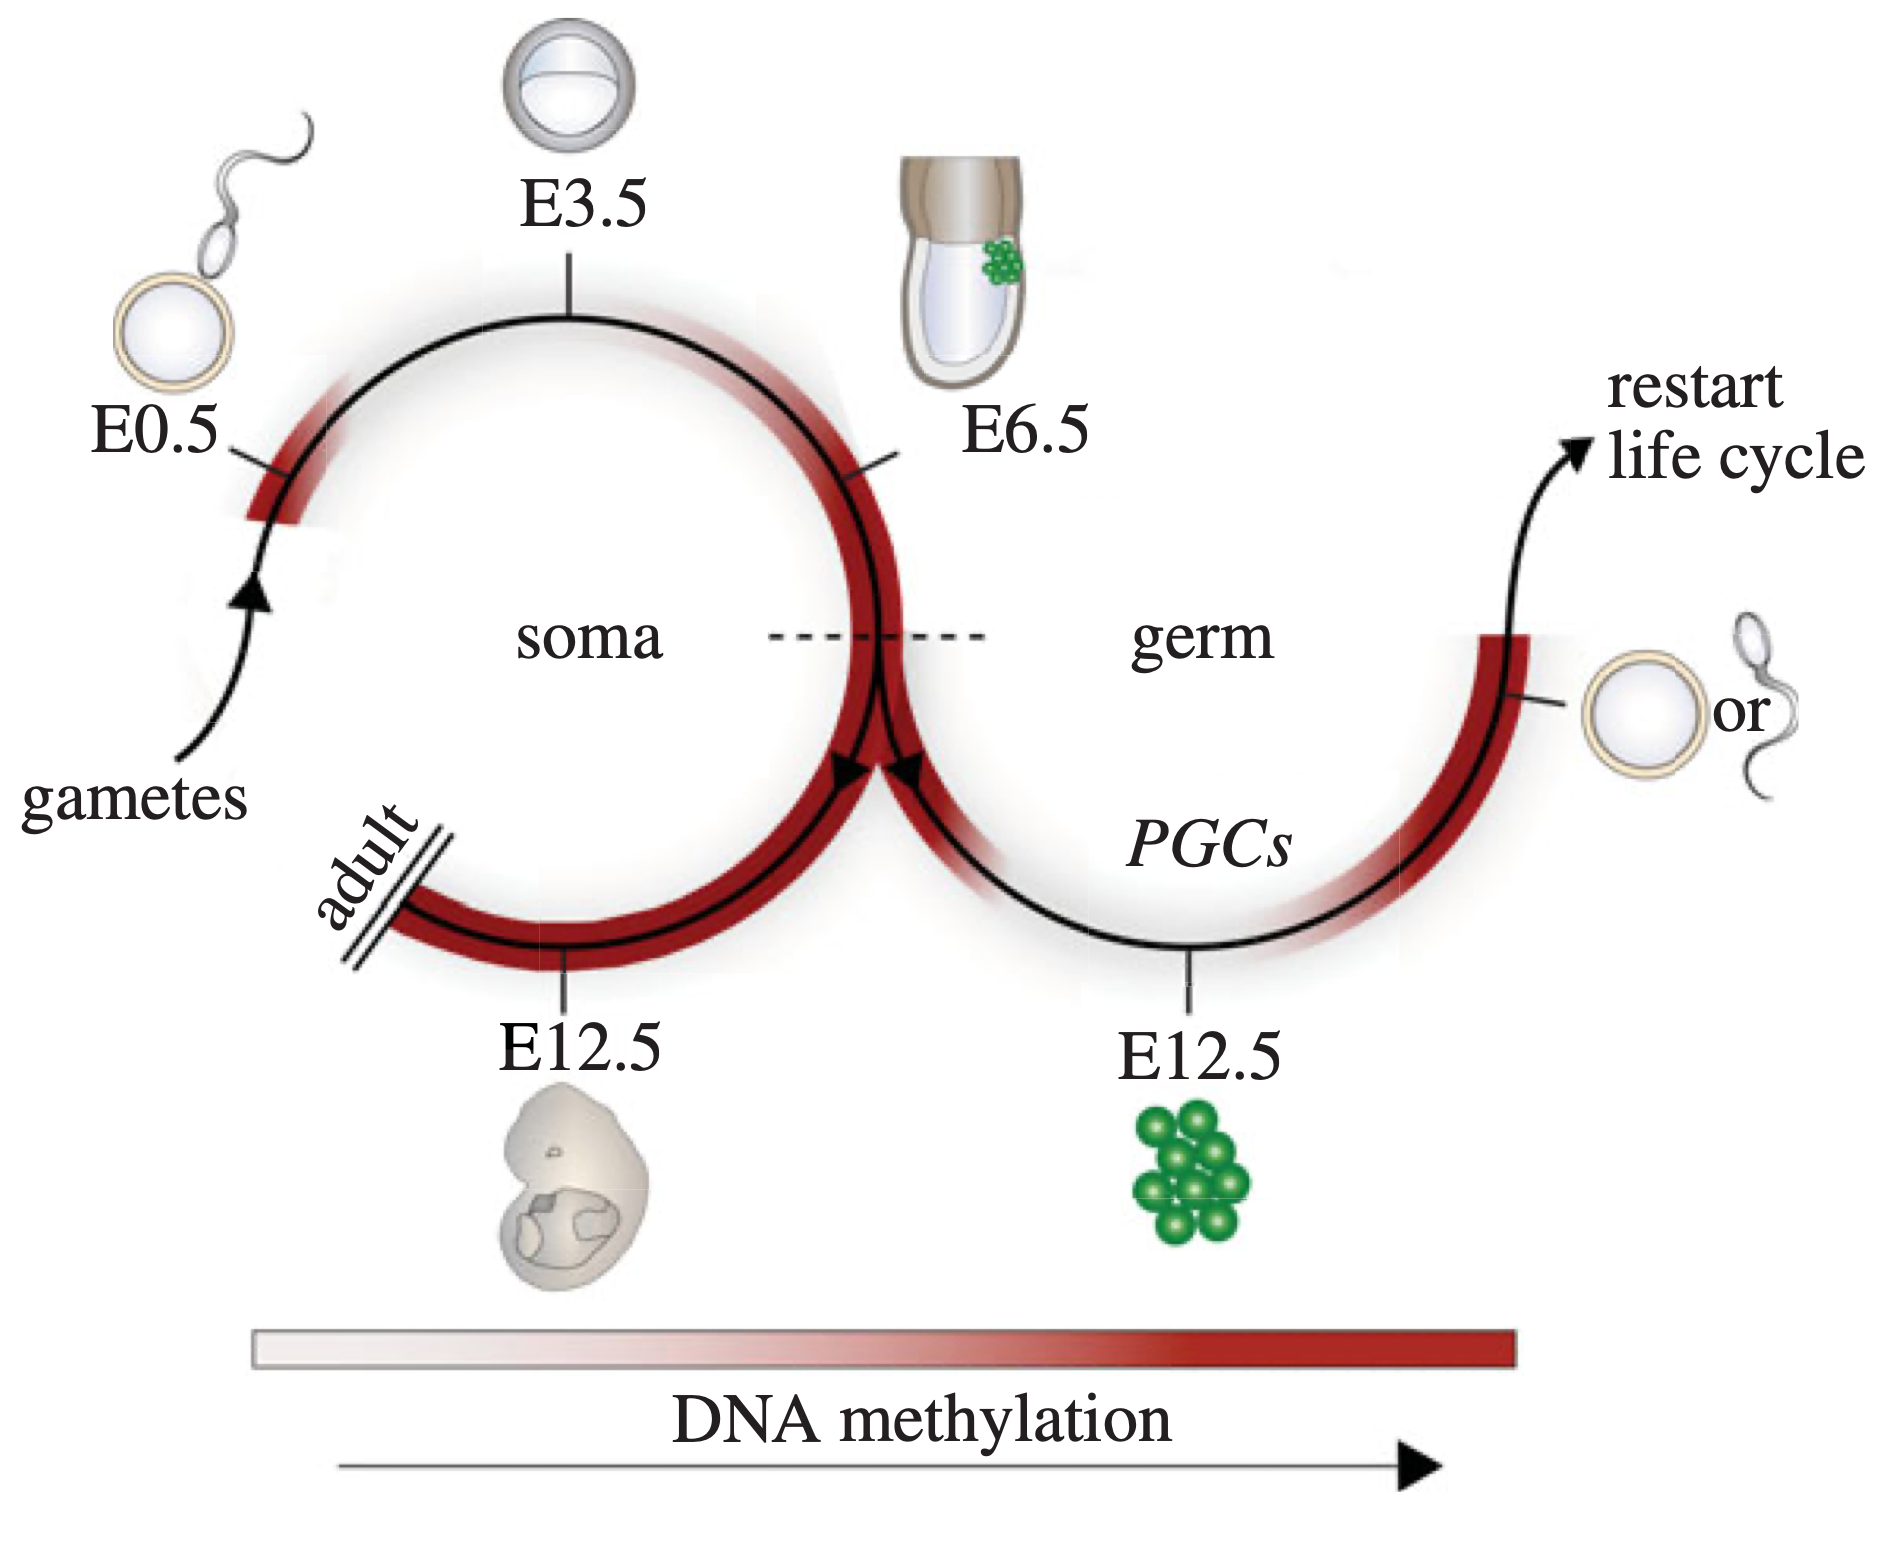 E3.5
E0.5
E6.5
restart
life cycle
soma
germ
or
gametes
adult
PGCs
E12.5
E12.5
DNA methylation